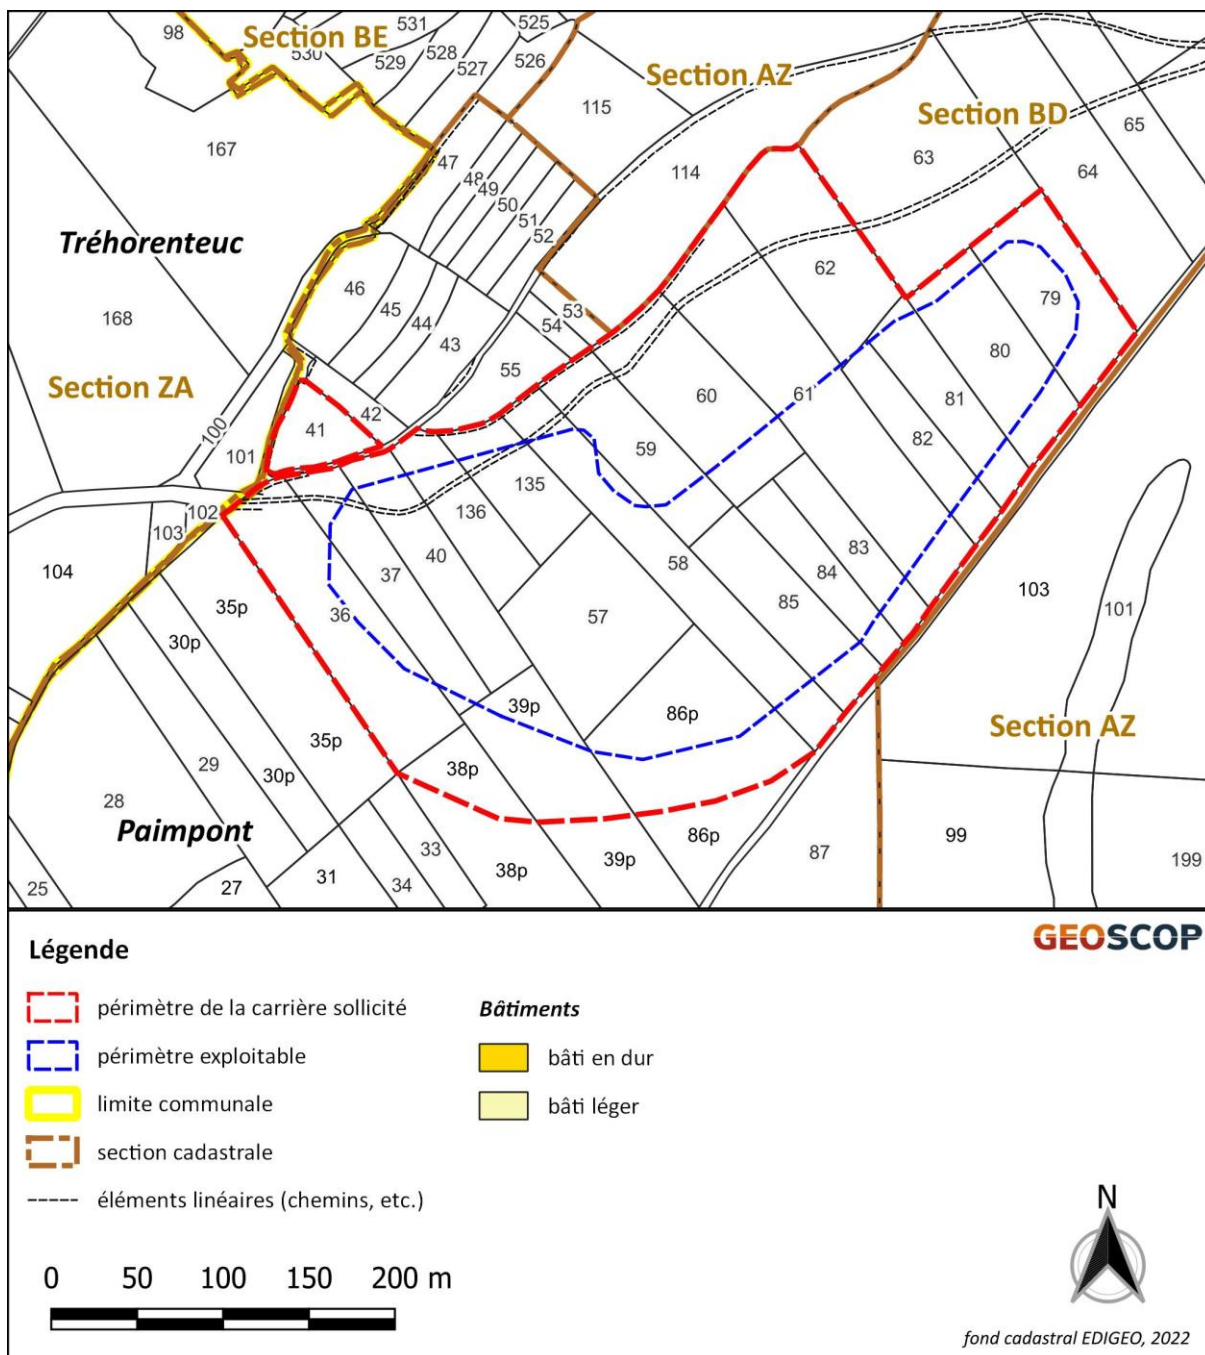 98
Section BE
531
525
530
529
528
527
526
Section AZ
115
Section BD
65
167
47
48
49
50
51
52
114
63
64
Tréhorenteuc
46
45
44
43
53
54
62
79
168
Section ZA
55
80
100
42
41
60
61
81
101
59
82
102
103
135
136
104
40
37
58
83
84
103
35p
36
57
85
101
30p
39p
86p
Section AZ
35p
29
30p
38p
28
Paimpont
33
86p
87
99
199
25
27
31
34
38p
39p
Légende
GEOSCOP
périmètre de la carrière sollicité
Bâtiments
périmètre exploitable
bâti en dur
limite communale
bâti léger
section cadastrale
éléments linéaires (chemins, etc.)
N
0 50 100 150 200 m
fond cadastral EDIGEO, 2022